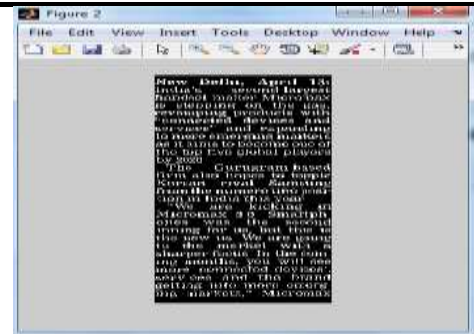 Figure 2
File Edit View Insert Tools Desktop Window Help
New Delhi, April 13:
India's second largest
handset maker Micromax
is stepping on the gas,
revamping products with
"connected devices and
services" and expanding
to more emerging markets
as it aims to become one of
the top five global players
by 2020.
The Gurugram based
firm also hopes to topple
Korean rival Samsung
from the numero uno posi-
tion in India this year.
"We are kicking in
Micromax 3.0. Smartph-
ones was the second
inning for us, but this is
the new us. We are going
to the market with a
sharper focus. In the com-
ing months, you will see
more connected devices,
services and the brand
getting into more emerg-
ing markets," Micromax